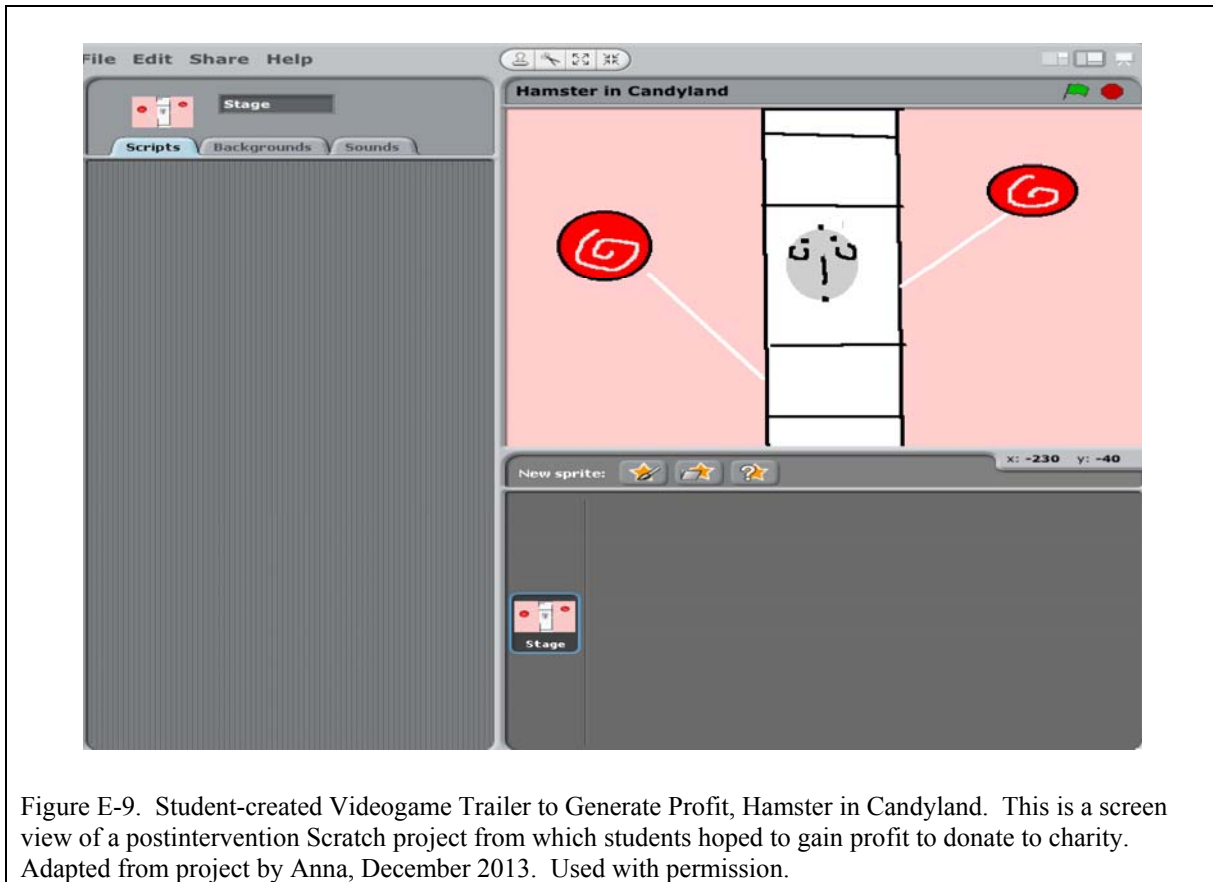 File Edit Share Help
Stage
Scripts Backgrounds Sounds
Hamster in Candyland
New sprite:
x: -230 y: -40
Stage
Figure E-9. Student-created Videogame Trailer to Generate Profit, Hamster in Candyland. This is a screen
view of a postintervention Scratch project from which students hoped to gain profit to donate to charity.
Adapted from project by Anna, December 2013. Used with permission.